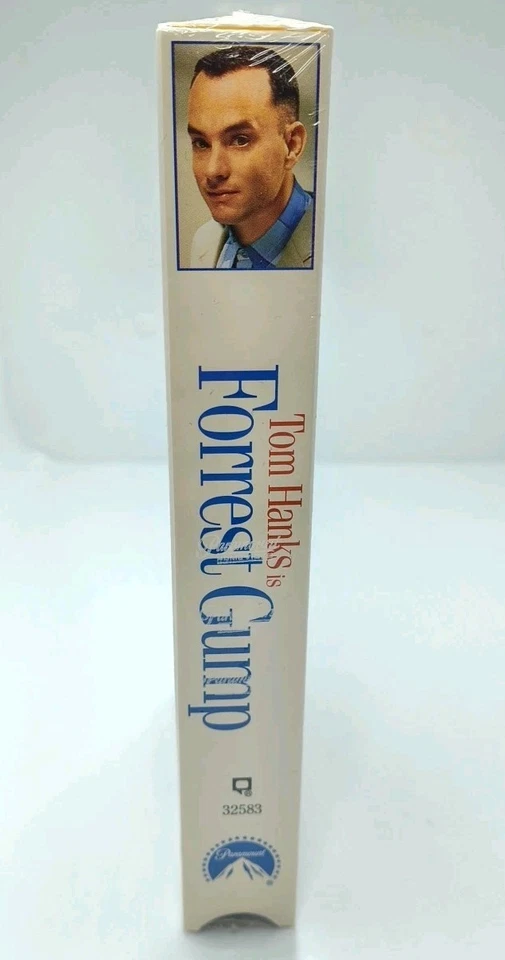 Tom Hanks is
Forrest Gump
32583
Paramount